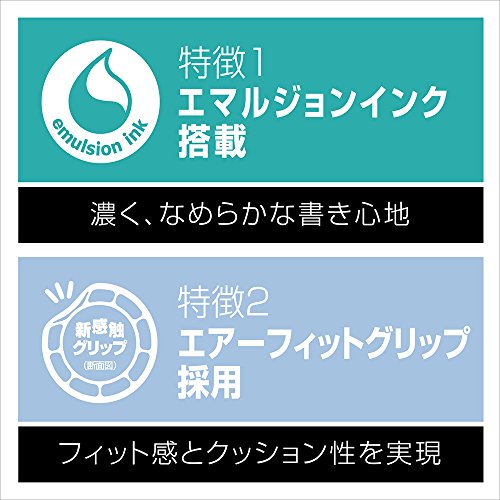 emulsion ink
特徴1
エマルジョンインク
搭載
濃く、なめらかな書き心地
新感触
グリップ
(断面図)
特徴2
エアーフィットグリップ
採用
フィット感とクッション性を実現